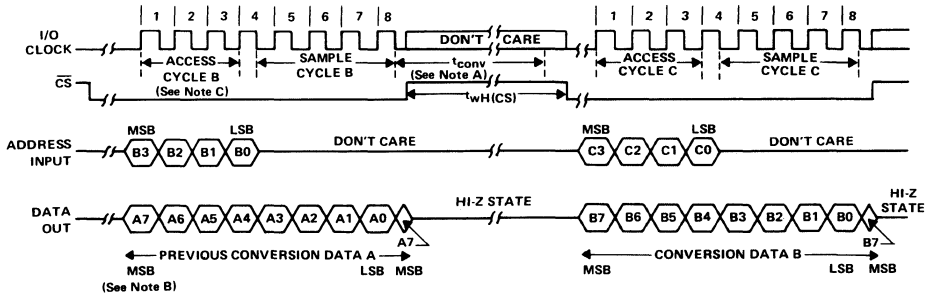 1 2 3 4 5 6 7 8 1 2 3 4 5 6 7 8
I/O
CLOCK
DON'T CARE
ACCESS
CYCLE B
(See Note C)
SAMPLE
CYCLE B
tconv
(See Note A)
ACCESS
CYCLE C
SAMPLE
CYCLE C
CS
twH(CS)
MSB LSB MSB LSB
ADDRESS
INPUT
B3 B2 B1 B0 DON'T CARE C3 C2 C1 C0 DON'T CARE
DATA
OUT
A7 A6 A5 A4 A3 A2 A1 A0 A7
HI-Z STATE
B7 B6 B5 B4 B3 B2 B1 B0 B7
HI-Z
STATE
PREVIOUS CONVERSION DATA A
MSB LSB MSB
(See Note B)
CONVERSION DATA B
MSB LSB MSB